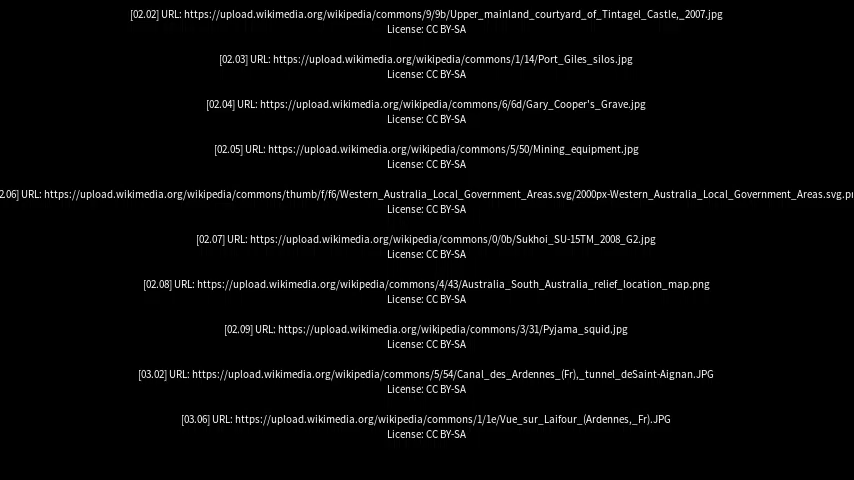 [02.02] URL: https://upload.wikimedia.org/wikipedia/commons/9/9b/Upper_mainland_courtyard_of_Tintagel_Castle,_2007.jpg
License: CC BY-SA
[02.03] URL: https://upload.wikimedia.org/wikipedia/commons/1/14/Port_Giles_silos.jpg
License: CC BY-SA
[02.04] URL: https://upload.wikimedia.org/wikipedia/commons/6/6d/Gary_Cooper's_Grave.jpg
License: CC BY-SA
[02.05] URL: https://upload.wikimedia.org/wikipedia/commons/5/50/Mining_equipment.jpg
License: CC BY-SA
2.06] URL: https://upload.wikimedia.org/wikipedia/commons/thumb/f/f6/Western_Australia_Local_Government_Areas.svg/2000px-Western_Australia_Local_Government_Areas.svg.p
License: CC BY-SA
[02.07] URL: https://upload.wikimedia.org/wikipedia/commons/0/0b/Sukhoi_SU-15TM_2008_G2.jpg
License: CC BY-SA
[02.08] URL: https://upload.wikimedia.org/wikipedia/commons/4/43/Australia_South_Australia_relief_location_map.png
License: CC BY-SA
[02.09] URL: https://upload.wikimedia.org/wikipedia/commons/3/31/Pyjama_squid.jpg
License: CC BY-SA
[03.02] URL: https://upload.wikimedia.org/wikipedia/commons/5/54/Canal_des_Ardennes_(Fr),_tunnel_deSaint-Aignan.JPG
License: CC BY-SA
[03.06] URL: https://upload.wikimedia.org/wikipedia/commons/1/1e/Vue_sur_Laifour_(Ardennes,_Fr).JPG
License: CC BY-SA